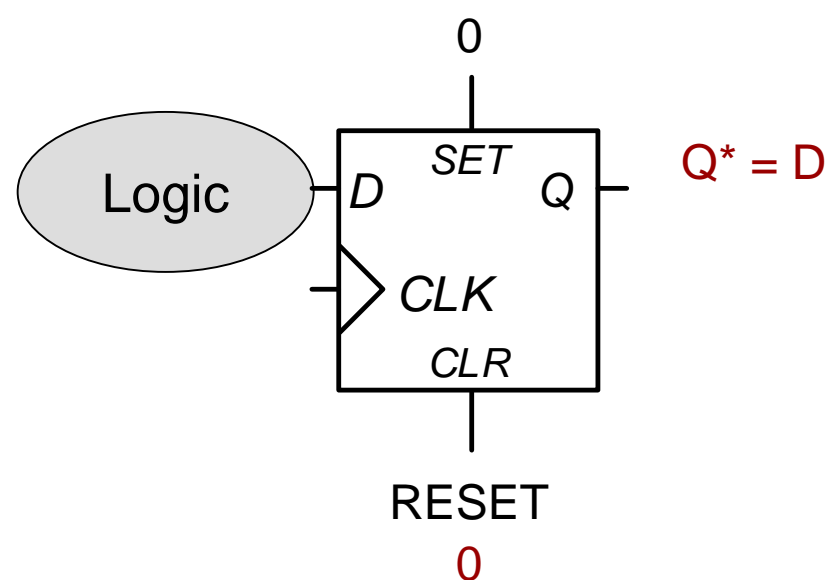 0
SET
Logic
D
Q
Q* = D
CLK
CLR
RESET
0